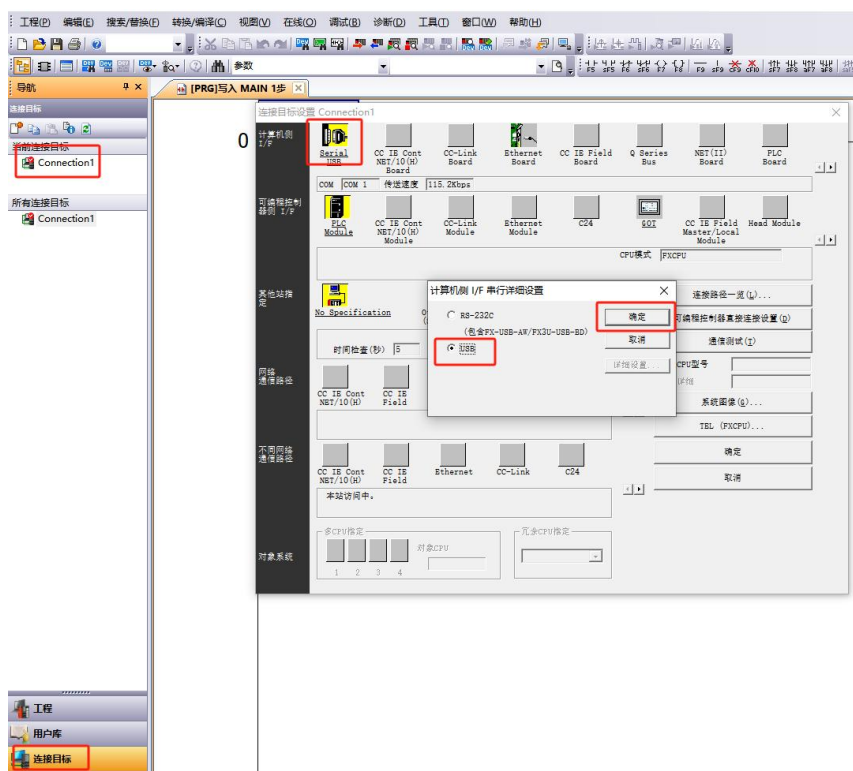 工程(P) 编辑(E) 搜索/替换(F) 转换/编译(C) 视图(V) 在线(O) 调试(B) 诊断(D) 工具(T) 窗口(W) 帮助(H)
参数
导航
[PRG]写入 MAIN 1步
连接目标
当前连接目标
Connection1
所有连接目标
Connection1
0
连接目标设置 Connection1
计算机侧 I/F
Serial USB
CC IE Cont NET/10(H) Board
CC-Link Board
Ethernet Board
CC IE Field Board
Q Series Bus
NET(II) Board
PLC Board
COM COM 1 传送速度 115.2Kbps
可编程控制器侧 I/F
PLC Module
CC IE Cont NET/10(H) Module
CC-Link Module
Ethernet Module
C24
GOT
CC IE Field Master/Local Module
Head Module
CPU模式 FXCPU
其他站指定
No Specification
时间检查(秒) 5
计算机侧 I/F 串行详细设置
RS-232C
(包含FX-USB-AW/FX3U-USB-BD)
USB
确定
取消
详细设置...
连接路径一览(L)...
可编程控制器直接连接设置(D)
通信测试(T)
CPU型号
详细
系统图像(G)...
TEL (FXCPU)...
确定
取消
网络通信路径
CC IE Cont NET/10(H)
CC IE Field
不同网络通信路径
CC IE Cont NET/10(H)
CC IE Field
Ethernet
CC-Link
C24
本站访问中。
对象系统
多CPU指定
1 2 3 4
对象CPU
冗余CPU指定
工程
用户库
连接目标